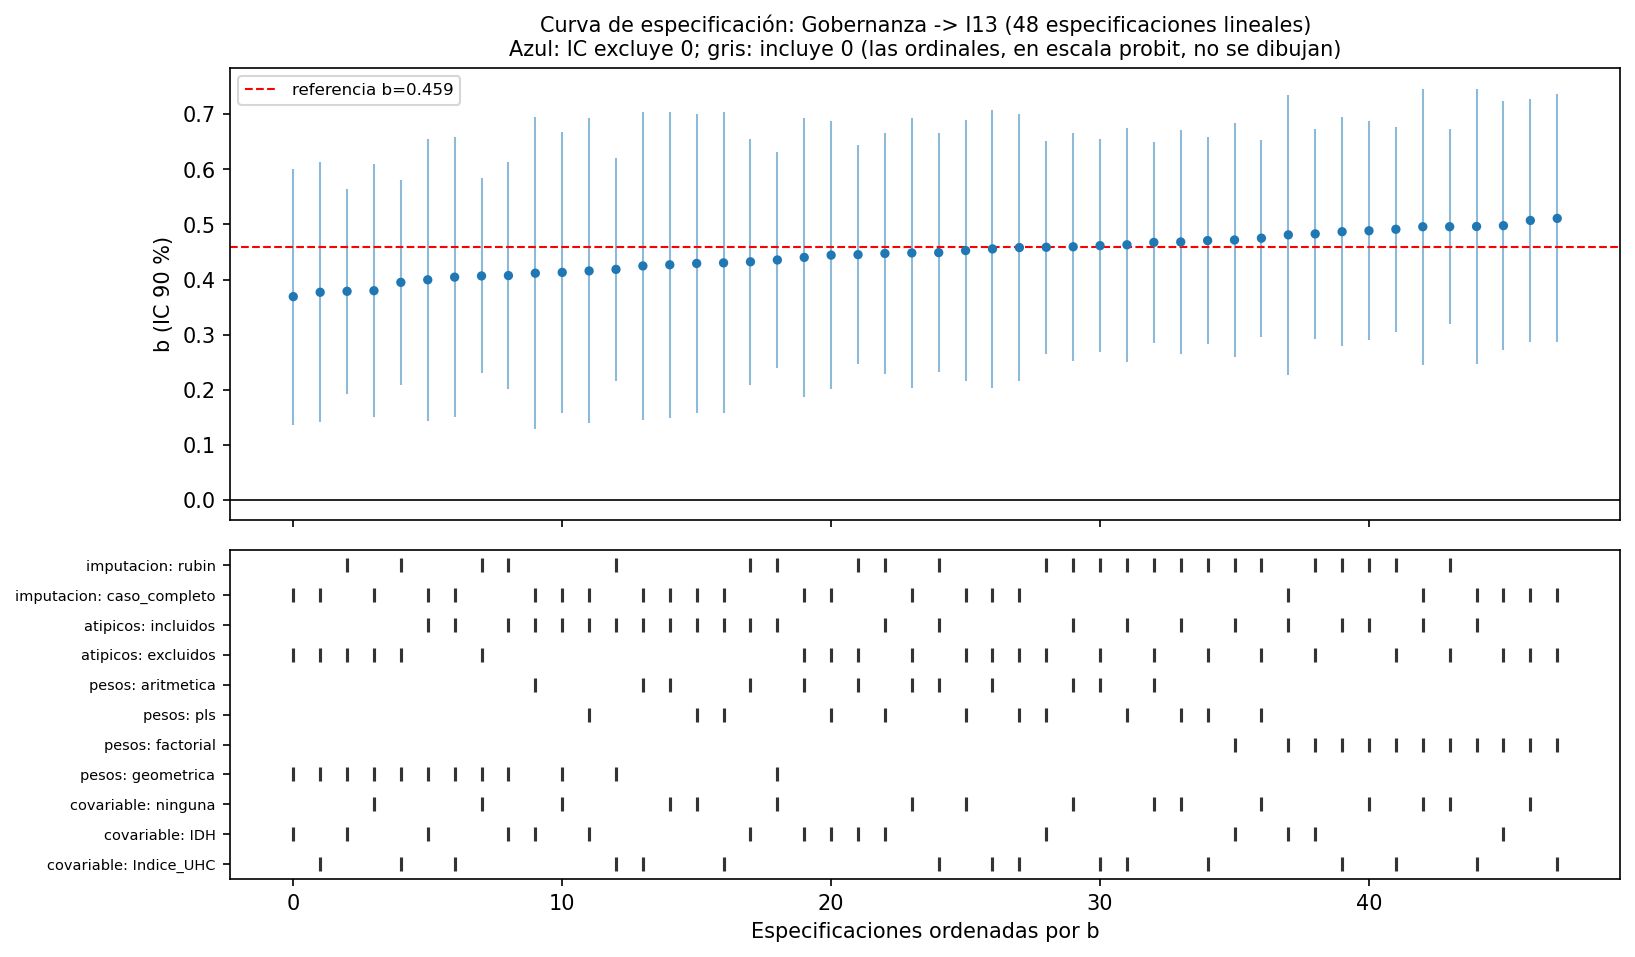 Curva de especificación: Gobernanza -> I13 (48 especificaciones lineales)
Azul: IC excluye 0; gris: incluye 0 (las ordinales, en escala probit, no se dibujan)
referencia b=0.459
b (IC 90 %)
0.7
0.6
0.5
0.4
0.3
0.2
0.1
0.0
imputacion: rubin
imputacion: caso_completo
atipicos: incluidos
atipicos: excluidos
pesos: aritmetica
pesos: pls
pesos: factorial
pesos: geometrica
covariable: ninguna
covariable: IDH
covariable: Indice_UHC
0 10 20 30 40
Especificaciones ordenadas por b